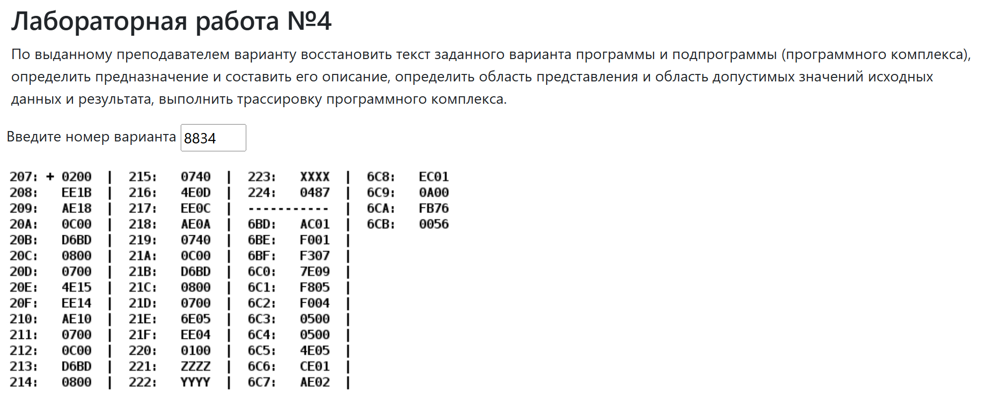 Лабораторная работа №4
По выданному преподавателем варианту восстановить текст заданного варианта программы и подпрограммы (программного комплекса),
определить предназначение и составить его описание, определить область представления и область допустимых значений исходных
данных и результата, выполнить трассировку программного комплекса.
Введите номер варианта 8834
207: + 0200 | 215: 0740 | 223: XXXX | 6C8: EC01
208: EE1B | 216: 4E0D | 224: 0487 | 6C9: 0A00
209: AE18 | 217: EE0C | ----------- | 6CA: FB76
20A: 0C00 | 218: AE0A | 6BD: AC01 | 6CB: 0056
20B: D6BD | 219: 0740 | 6BE: F001 |
20C: 0800 | 21A: 0C00 | 6BF: F307 |
20D: 0700 | 21B: D6BD | 6C0: 7E09 |
20E: 4E15 | 21C: 0800 | 6C1: F805 |
20F: EE14 | 21D: 0700 | 6C2: F004 |
210: AE10 | 21E: 6E05 | 6C3: 0500 |
211: 0700 | 21F: EE04 | 6C4: 0500 |
212: 0C00 | 220: 0100 | 6C5: 4E05 |
213: D6BD | 221: ZZZZ | 6C6: CE01 |
214: 0800 | 222: YYYY | 6C7: AE02 |